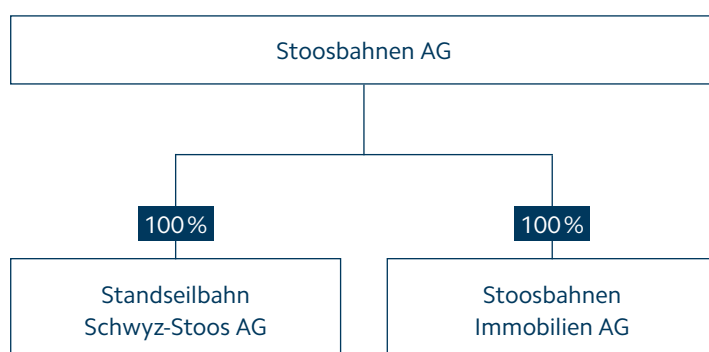 Stoosbahnen AG
100 %
100 %
Standseilbahn
Schwyz-Stoos AG
Stoosbahnen
Immobilien AG